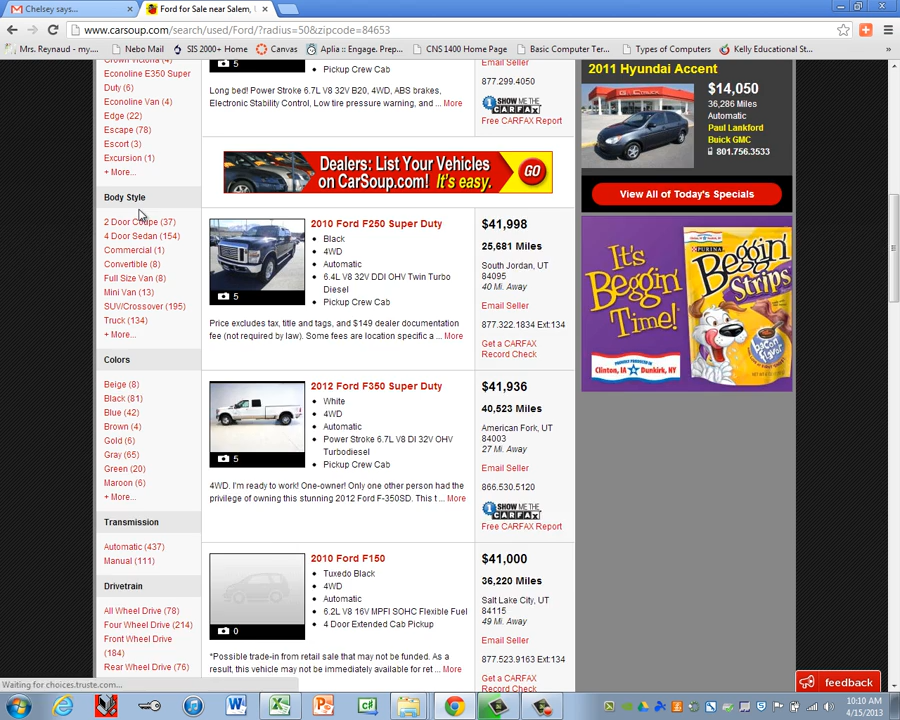 Chelsey says...
Ford for Sale near Salem, U
www.carsoup.com/search/used/Ford/?radius=50&zipcode=84653
Mrs. Reynaud - my...
Nebo Mail
SIS 2000+ Home
Canvas
Aplia :: Engage. Prep...
CNS 1400 Home Page
Basic Computer Ter...
Types of Computers
Kelly Educational St...
Crown Victoria (4)
Econoline E350 Super
Duty (6)
Econoline Van (4)
Edge (22)
Escape (78)
Escort (3)
Excursion (1)
+ More...
Body Style
2 Door Coupe (37)
4 Door Sedan (154)
Commercial (1)
Convertible (8)
Full Size Van (8)
Mini Van (13)
SUV/Crossover (195)
Truck (134)
+ More...
Colors
Beige (8)
Black (81)
Blue (42)
Brown (4)
Gold (6)
Gray (65)
Green (20)
Maroon (6)
+ More...
Transmission
Automatic (437)
Manual (111)
Drivetrain
All Wheel Drive (78)
Four Wheel Drive (214)
Front Wheel Drive
(184)
Rear Wheel Drive (76)
5
Pickup Crew Cab
Long bed! Power Stroke 6.7L V8 32V B20, 4WD, ABS brakes,
Electronic Stability Control, Low tire pressure warning, and ... More
Email Seller
877.299.4050
SHOW ME THE
CARFAX
Free CARFAX Report
Dealers: List Your Vehicles
on CarSoup.com! It's easy.
GO
2010 Ford F250 Super Duty
Black
4WD
Automatic
6.4L V8 32V DDI OHV Twin Turbo
Diesel
Pickup Crew Cab
5
Price excludes tax, title and tags, and $149 dealer documentation
fee (not required by law). Some fees are location specific a ... More
$41,998
25,681 Miles
South Jordan, UT
84095
40 Mi. Away
Email Seller
877.322.1834 Ext:134
Get a CARFAX
Record Check
2012 Ford F350 Super Duty
White
4WD
Automatic
Power Stroke 6.7L V8 DI 32V OHV
Turbodiesel
Pickup Crew Cab
5
4WD. I'm ready to work! One-owner! Only one other person had the
privilege of owning this stunning 2012 Ford F-350SD. This t ... More
$41,936
40,523 Miles
American Fork, UT
84003
27 Mi. Away
Email Seller
866.530.5120
SHOW ME THE
CARFAX
Free CARFAX Report
2010 Ford F150
Tuxedo Black
4WD
Automatic
6.2L V8 16V MPFI SOHC Flexible Fuel
4 Door Extended Cab Pickup
0
*Possible trade-in from retail sale that may not be funded. As a
result, this vehicle may not be immediately available for ret ... More
$41,000
36,220 Miles
Salt Lake City, UT
84115
49 Mi. Away
Email Seller
877.523.9163 Ext:134
Get a CARFAX
2011 Hyundai Accent
$14,050
36,286 Miles
Automatic
Paul Lankford
Buick GMC
801.756.3533
View All of Today's Specials
It's
Beggin'
Time!
PURINA
Beggin'
Strips
bacon
flavor
PROUDLY PRODUCED IN
Clinton, IA Dunkirk, NY
feedback
Waiting for choices.truste.com...
10:10 AM
4/15/2013